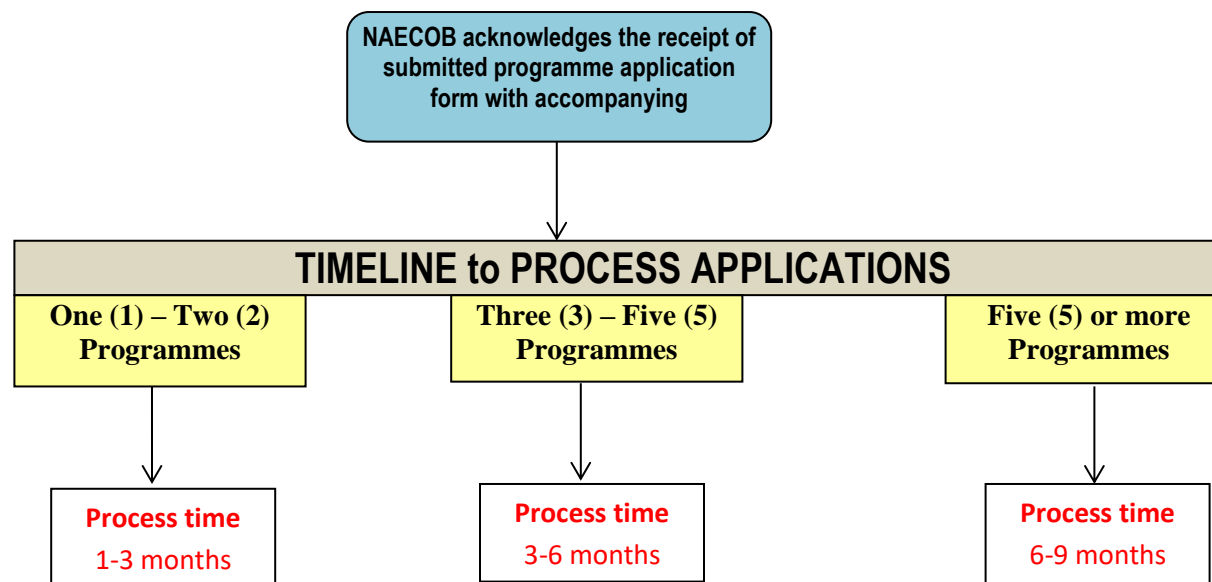 NAECOB acknowledges the receipt of
submitted programme application
form with accompanying
TIMELINE to PROCESS APPLICATIONS
One (1) – Two (2)
Programmes
Three (3) – Five (5)
Programmes
Five (5) or more
Programmes
Process time
1-3 months
Process time
3-6 months
Process time
6-9 months